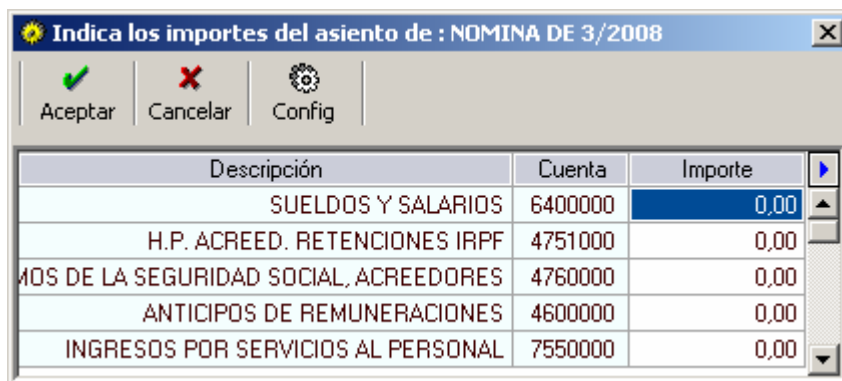 Indica los importes del asiento de : NOMINA DE 3/2008
Aceptar Cancelar Config
Descripción Cuenta Importe
SUELDOS Y SALARIOS 6400000 0,00
H.P. ACREED. RETENCIONES IRPF 4751000 0,00
MOS DE LA SEGURIDAD SOCIAL, ACREEDORES 4760000 0,00
ANTICIPOS DE REMUNERACIONES 4600000 0,00
INGRESOS POR SERVICIOS AL PERSONAL 7550000 0,00